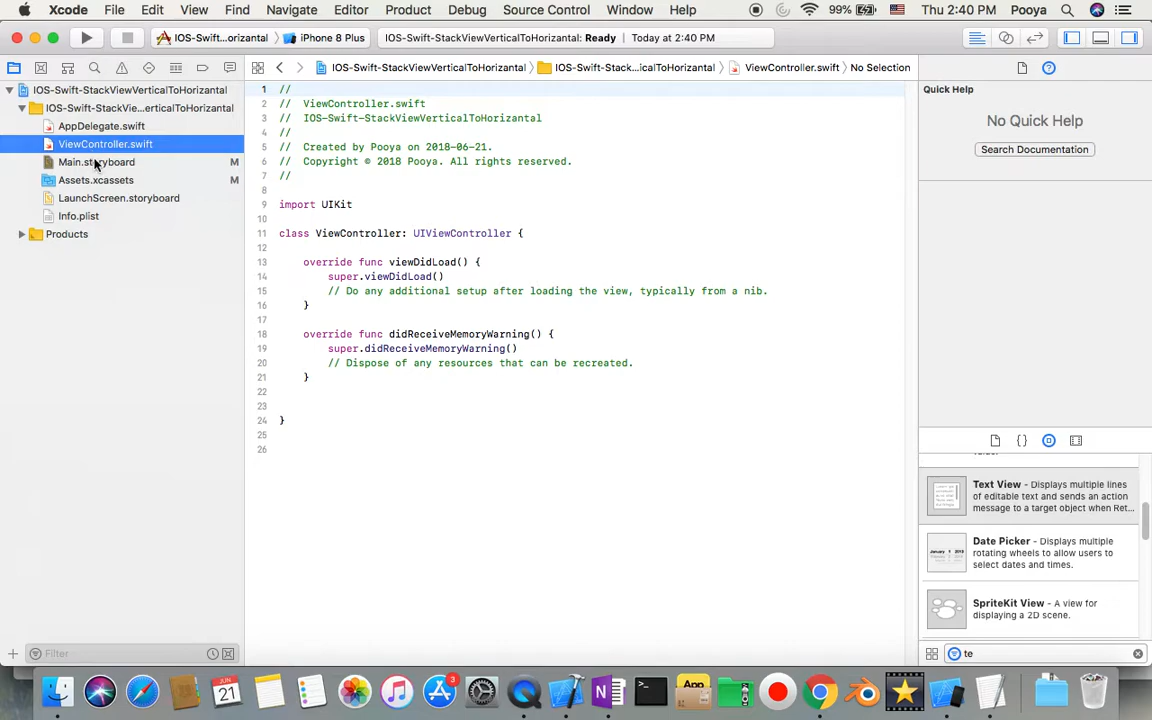 Xcode File Edit View Find Navigate Editor Product Debug Source Control Window Help 99% Thu 2:40 PM Pooya
IOS-Swift...orizantal iPhone 8 Plus IOS-Swift-StackViewVerticalToHorizantal: Ready Today at 2:40 PM
IOS-Swift-StackViewVerticalToHorizantal IOS-Swift-Stack...icalToHorizantal ViewController.swift No Selection
IOS-Swift-StackViewVerticalToHorizantal
IOS-Swift-StackVie...erticalToHorizantal
AppDelegate.swift
ViewController.swift
Main.storyboard M
Assets.xcassets M
LaunchScreen.storyboard
Info.plist
Products
Filter
1 //
2 // ViewController.swift
3 // IOS-Swift-StackViewVerticalToHorizantal
4 //
5 // Created by Pooya on 2018-06-21.
6 // Copyright © 2018 Pooya. All rights reserved.
7 //
8
9 import UIKit
10
11 class ViewController: UIViewController {
12
13 override func viewDidLoad() {
14 super.viewDidLoad()
15 // Do any additional setup after loading the view, typically from a nib.
16 }
17
18 override func didReceiveMemoryWarning() {
19 super.didReceiveMemoryWarning()
20 // Dispose of any resources that can be recreated.
21 }
22
23
24 }
25
26
Quick Help
No Quick Help
Search Documentation
Text View - Displays multiple lines
of editable text and sends an action
message to a target object when Ret...
Date Picker - Displays multiple
rotating wheels to allow users to
select dates and times.
SpriteKit View - A view for
displaying a 2D scene.
te
JUN
21
3
App